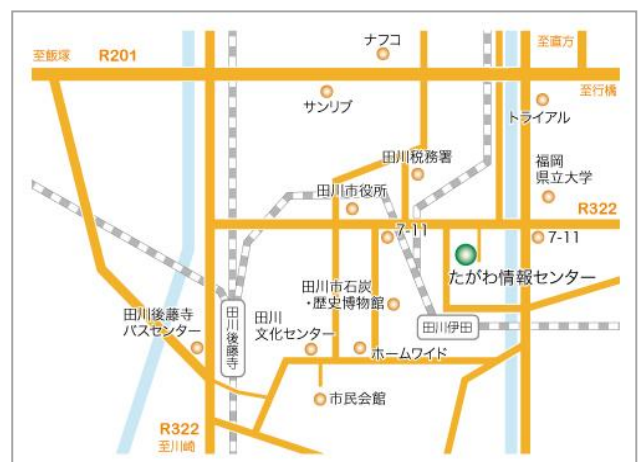 ナフコ
至飯塚
R201
至直方
至行橋
サンリブ
トライアル
田川税務署
福岡
県立大学
田川市役所
R322
7-11
7-11
たがわ情報センター
田川市石炭
・歴史博物館
田川後藤寺
バスセンター
田川後藤寺
田川
文化センター
田川伊田
ホームワイド
市民会館
R322
至川崎